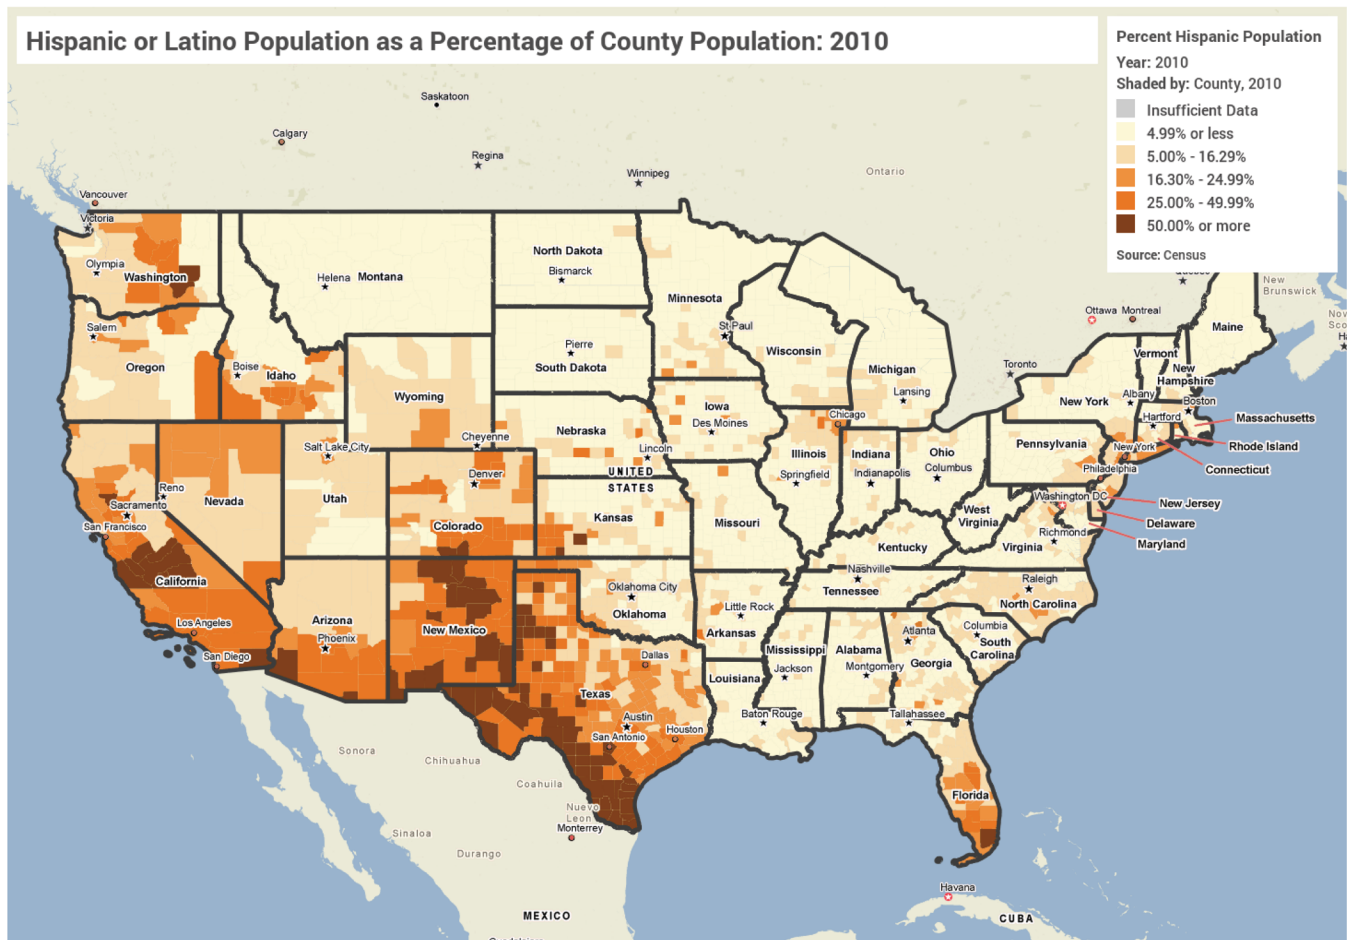 Hispanic or Latino Population as a Percentage of County Population: 2010
Percent Hispanic Population
Year: 2010
Shaded by: County, 2010
Insufficient Data
4.99% or less
5.00% - 16.29%
16.30% - 24.99%
25.00% - 49.99%
50.00% or more
Source: Census
Saskatoon
Calgary
Regina
Winnipeg
Ontario
Vancouver
Victoria
New
Brunswick
Ottawa
Montreal
Toronto
Olympia
Washington
Helena
Montana
North Dakota
Bismarck
Minnesota
St Paul
Wisconsin
Michigan
Lansing
Maine
Vermont
New
Hampshire
Salem
Oregon
Boise
Idaho
Wyoming
Cheyenne
Pierre
South Dakota
Iowa
Des Moines
Chicago
New York
Albany
Boston
Hartford
Massachusetts
Rhode Island
Connecticut
Nebraska
Lincoln
UNITED
STATES
Illinois
Springfield
Indiana
Indianapolis
Ohio
Columbus
Pennsylvania
New York
Philadelphia
Washington DC
New Jersey
Delaware
Maryland
Salt Lake City
Utah
Reno
Nevada
Sacramento
San Francisco
California
Denver
Colorado
Kansas
Missouri
West
Virginia
Richmond
Virginia
Kentucky
Nashville
Tennessee
Raleigh
North Carolina
Los Angeles
San Diego
Arizona
Phoenix
New Mexico
Oklahoma City
Oklahoma
Little Rock
Arkansas
Mississippi
Jackson
Alabama
Montgomery
Atlanta
Georgia
Columbia
South
Carolina
Dallas
Texas
Austin
San Antonio
Houston
Louisiana
Baton Rouge
Tallahassee
Florida
Sonora
Chihuahua
Coahuila
Nuevo
Leon
Monterrey
Sinaloa
Durango
MEXICO
Havana
CUBA